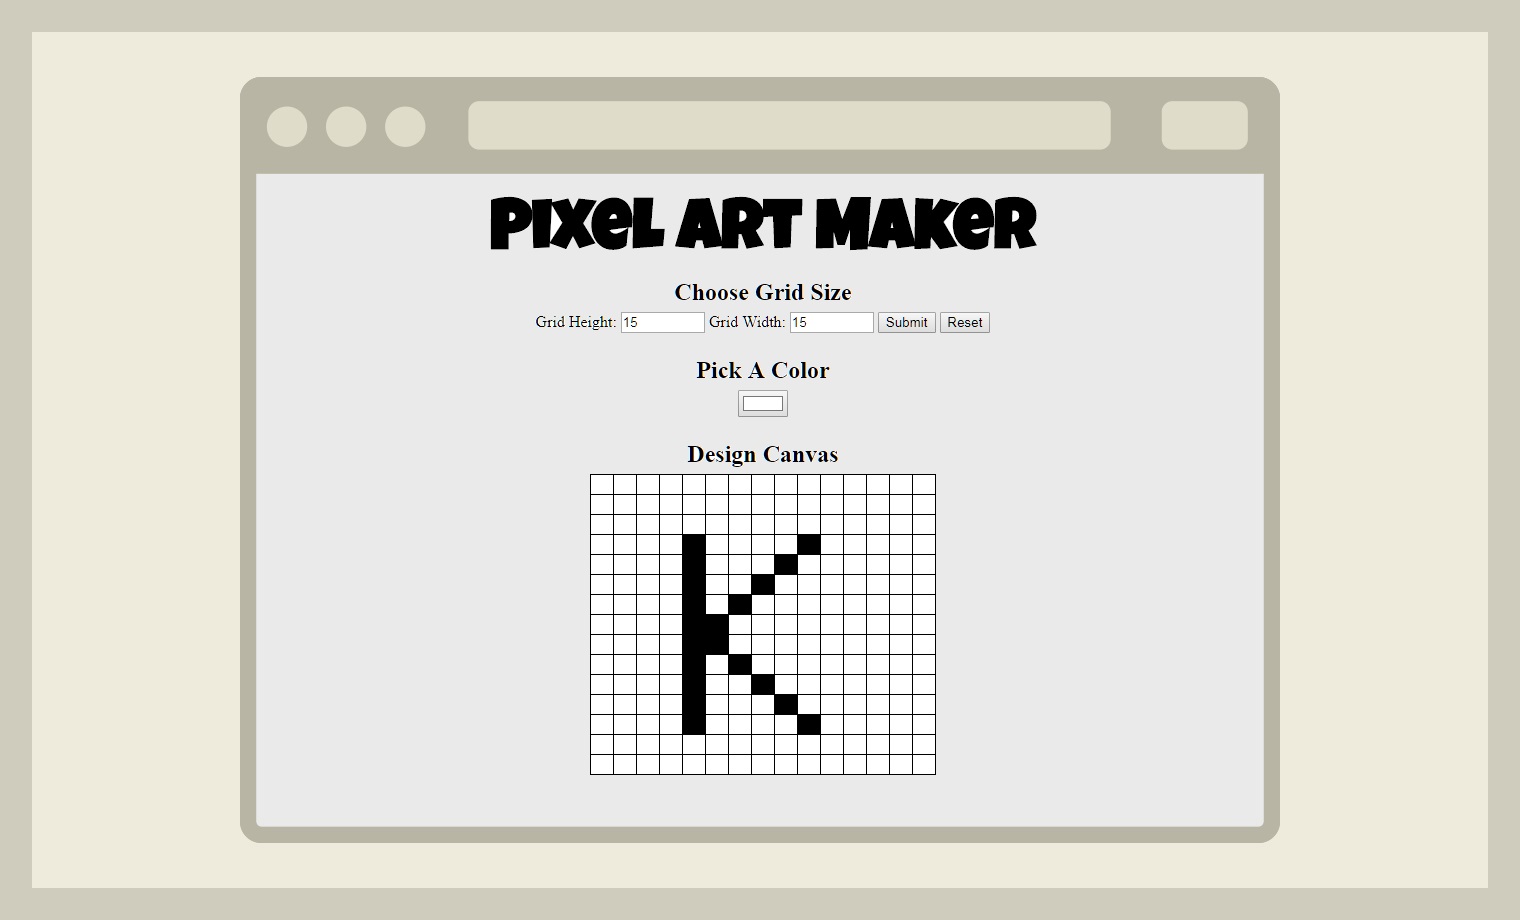 PIXEL ART MAKER
Choose Grid Size
Grid Height: 15 Grid Width: 15 Submit Reset
Pick A Color
Design Canvas
K